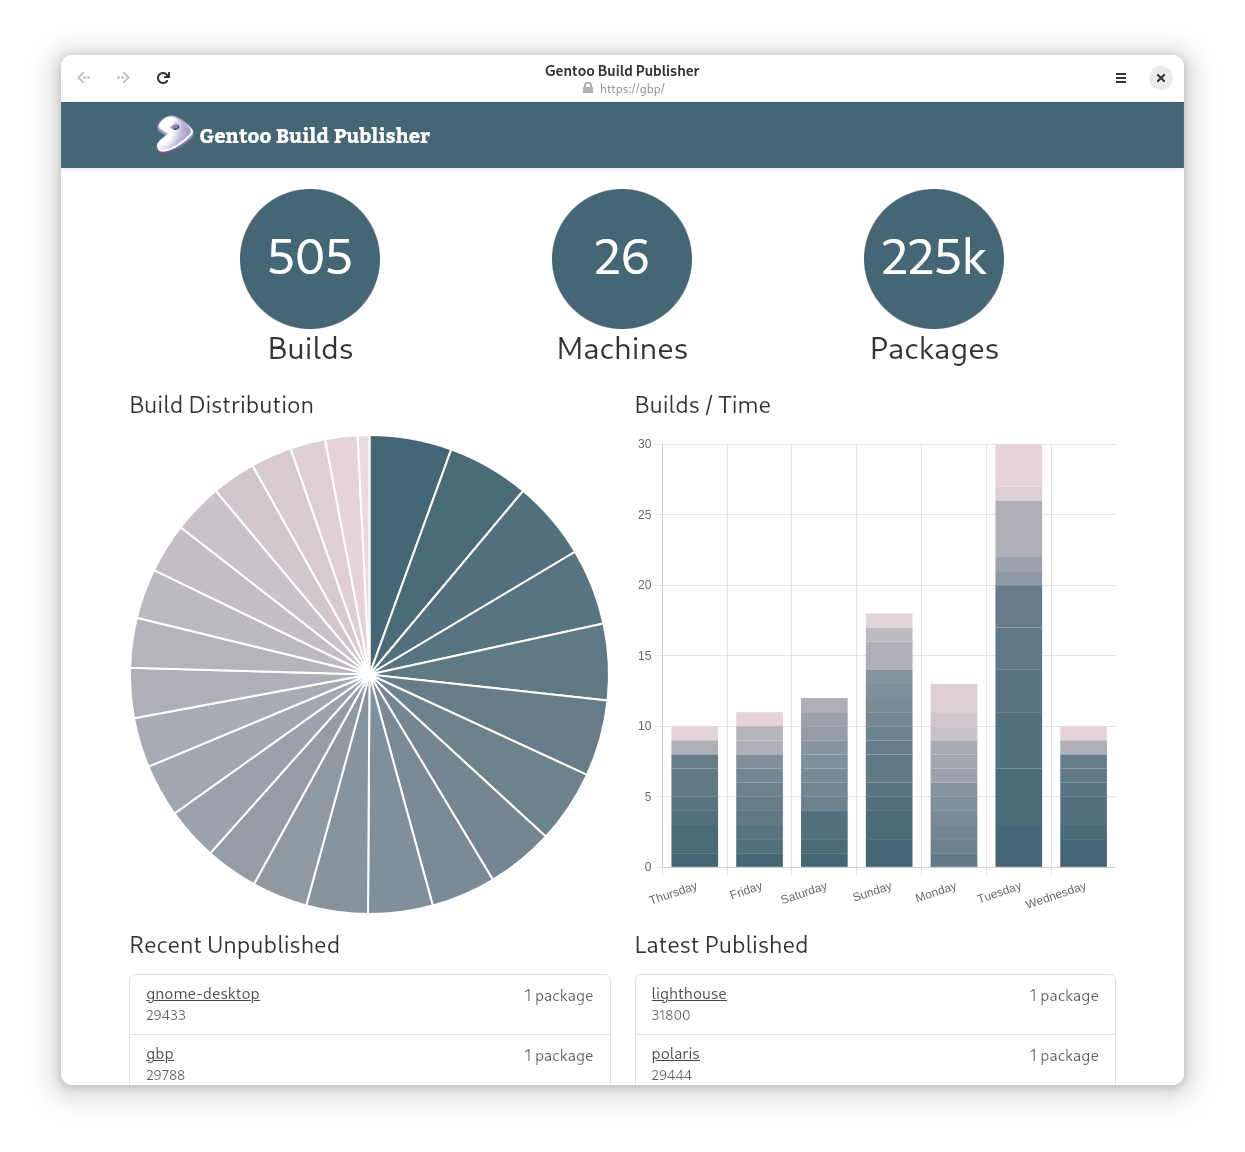 Gentoo Build Publisher
https://gbp/
Gentoo Build Publisher
505
26
225k
Builds
Machines
Packages
Build Distribution
Builds / Time
30
25
20
15
10
5
0
Thursday
Friday
Saturday
Sunday
Monday
Tuesday
Wednesday
Recent Unpublished
gnome-desktop
1 package
29433
gbp
1 package
29788
Latest Published
lighthouse
1 package
31800
polaris
1 package
29444